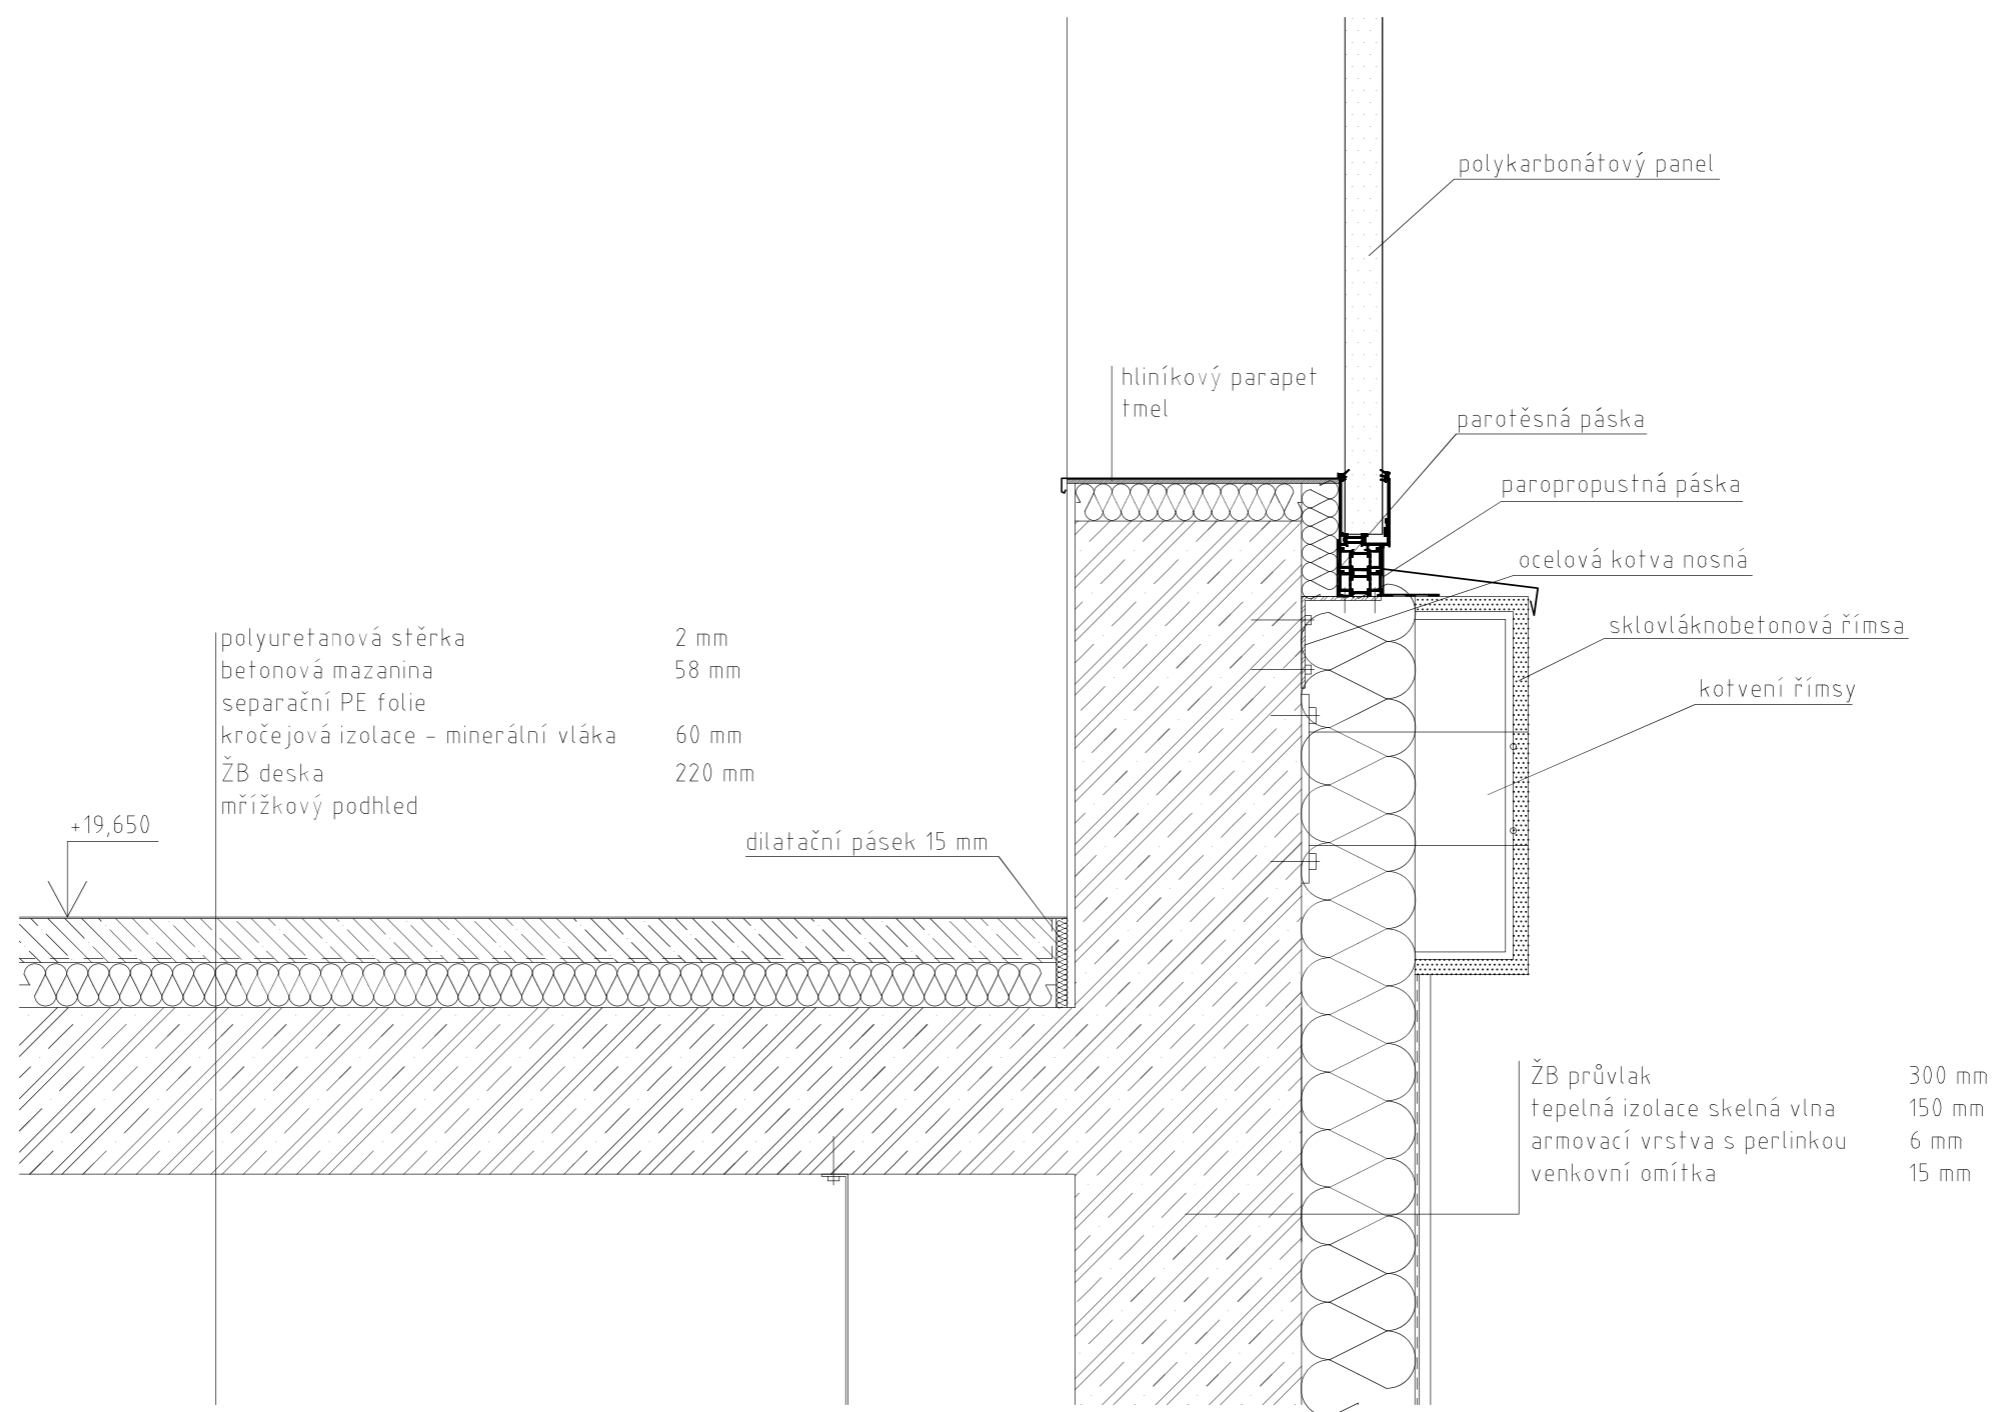 polykarbonátový panel
hliníkový parapet
tmel
parotěsná páska
paropropustná páska
ocelová kotva nosná
sklovláknobetonová římsa
kotvení římsy
polyuretanová stěrka 2 mm
betonová mazanina 58 mm
separační PE folie
kročejová izolace - minerální vláka 60 mm
ŽB deska 220 mm
mřížkový podhled
+19,650
dilatační pásek 15 mm
ŽB průvlak 300 mm
tepelná izolace skelná vlna 150 mm
armovací vrstva s perlinkou 6 mm
venkovní omítka 15 mm